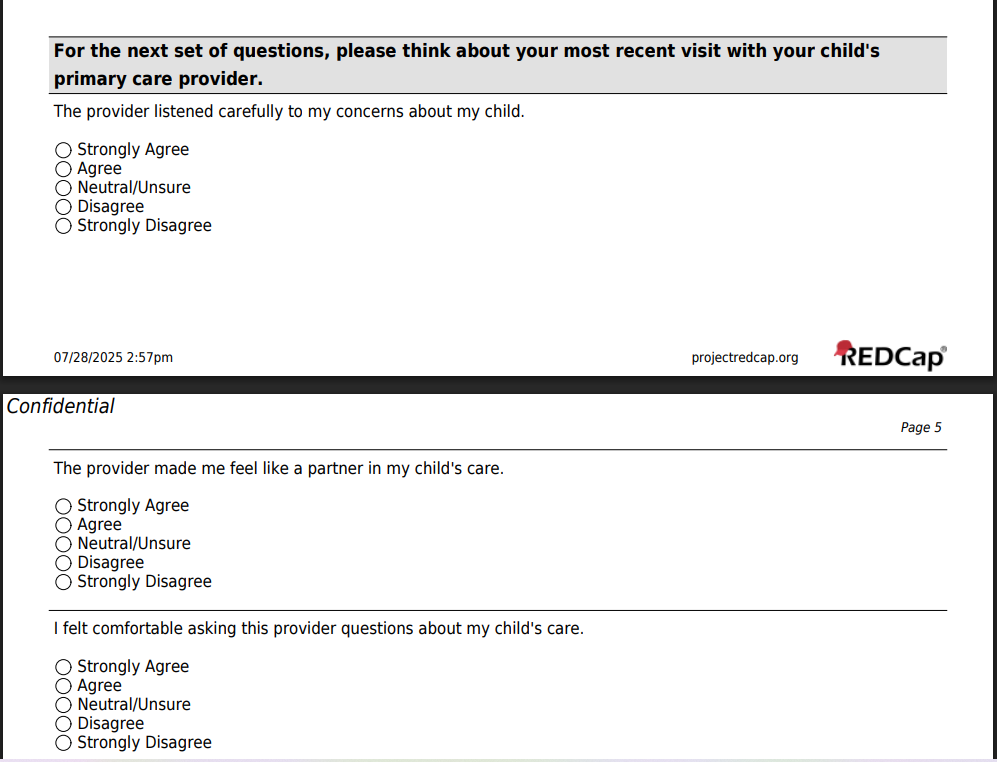 For the next set of questions, please think about your most recent visit with your child's
primary care provider.
The provider listened carefully to my concerns about my child.
Strongly Agree
Agree
Neutral/Unsure
Disagree
Strongly Disagree
07/28/2025 2:57pm
projectredcap.org
REDCap®
Confidential
Page 5
The provider made me feel like a partner in my child's care.
Strongly Agree
Agree
Neutral/Unsure
Disagree
Strongly Disagree
I felt comfortable asking this provider questions about my child's care.
Strongly Agree
Agree
Neutral/Unsure
Disagree
Strongly Disagree